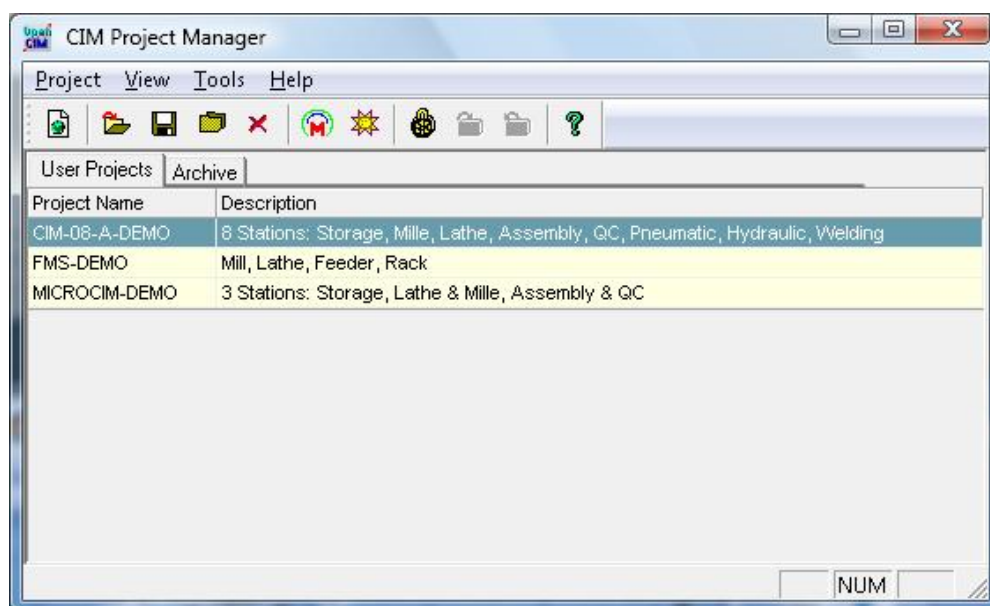 Open CIM CIM Project Manager
Project View Tools Help
M ?
User Projects Archive
Project Name Description
CIM-08-A-DEMO 8 Stations: Storage, Mille, Lathe, Assembly, QC, Pneumatic, Hydraulic, Welding
FMS-DEMO Mill, Lathe, Feeder, Rack
MICROCIM-DEMO 3 Stations: Storage, Lathe & Mille, Assembly & QC
NUM